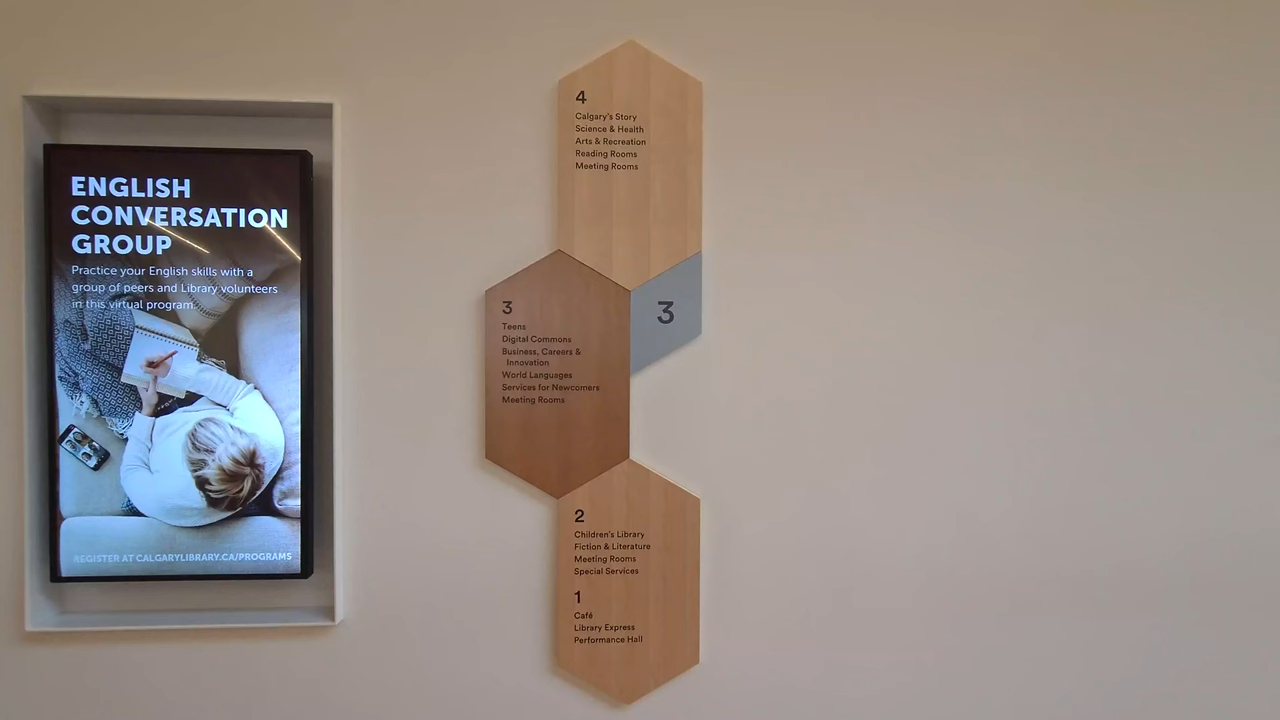 ENGLISH
CONVERSATION
GROUP
Practice your English skills with a
group of peers and Library volunteers
in this virtual program.
REGISTER AT CALGARYLIBRARY.CA/PROGRAMS
4
Calgary's Story
Science & Health
Arts & Recreation
Reading Rooms
Meeting Rooms
3
Teens
Digital Commons
Business, Careers &
Innovation
World Languages
Services for Newcomers
Meeting Rooms
3
2
Children's Library
Fiction & Literature
Meeting Rooms
Special Services
1
Café
Library Express
Performance Hall